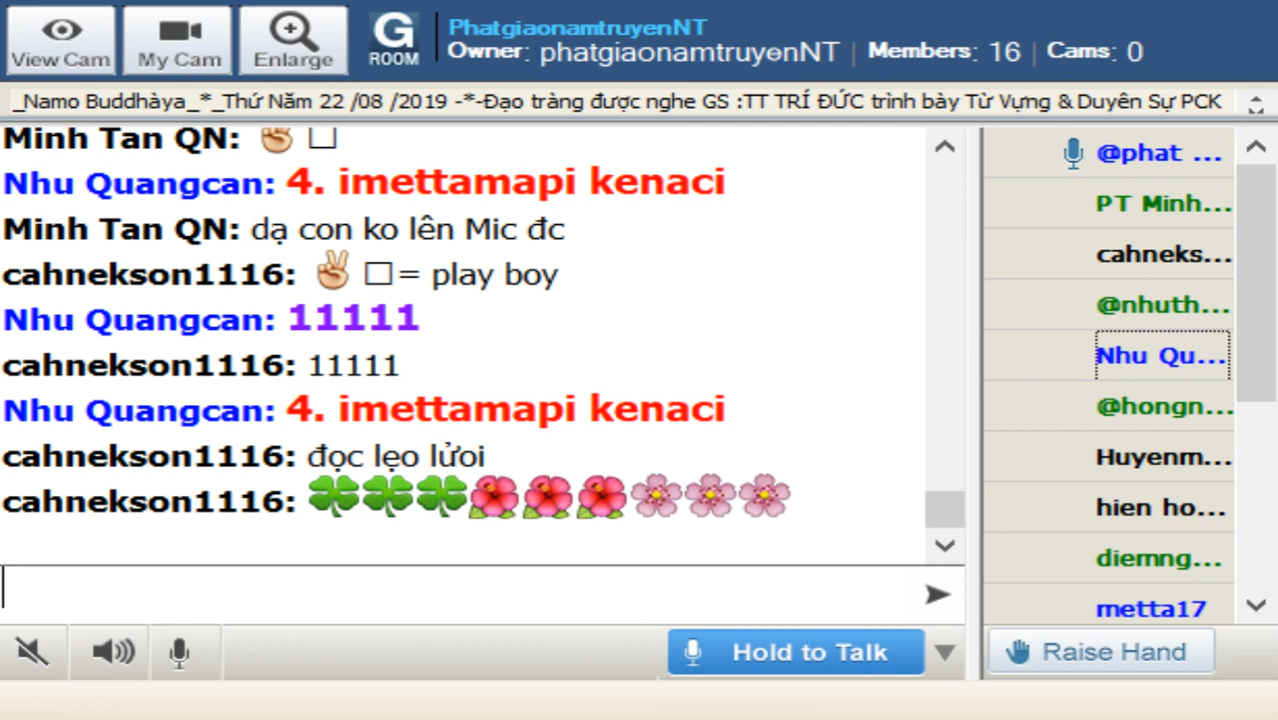 View Cam
My Cam
Enlarge
G ROOM
PhatgiaonamtruyenNT
Owner: phatgiaonamtruyenNT | Members: 16 | Cams: 0
_Namo Buddhàya_*_Thứ Năm 22 /08 /2019 -*-Đạo tràng được nghe GS :TT TRÍ ĐỨC trình bày Từ Vựng & Duyên Sự PCK
Minh Tan QN: ✊ □
Nhu Quangcan: 4. imettamapi kenaci
Minh Tan QN: dạ con ko lên Mic đc
cahnekson1116: ✌ □= play boy
Nhu Quangcan: 11111
cahnekson1116: 11111
Nhu Quangcan: 4. imettamapi kenaci
cahnekson1116: đọc lẹo lửơi
cahnekson1116: 🍀🍀🍀🌺🌺🌺🌸🌸🌸
@phat ...
PT Minh...
cahneks...
@nhuth...
Nhu Qu...
@hongn...
Huyenm...
hien ho...
diemng...
metta17
Hold to Talk
Raise Hand